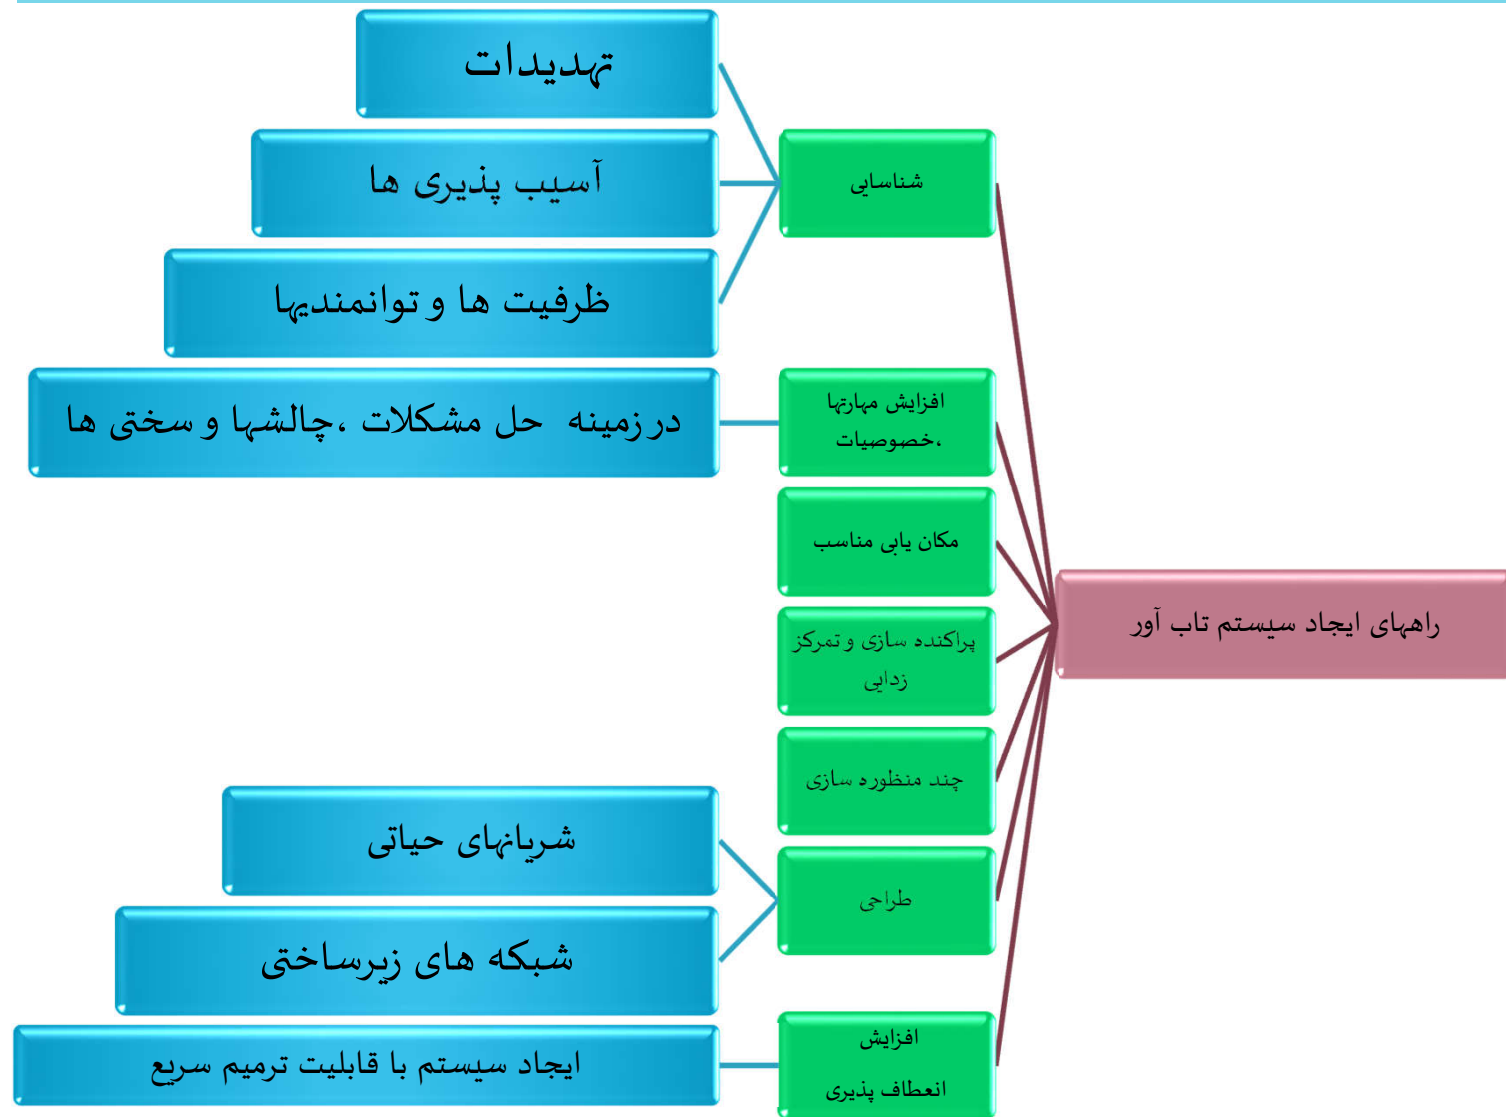 راههای ایجاد سیستم تاب آور
شناسایی
تهدیدات
آسیب پذیری ها
ظرفیت ها و توانمندیها
افزایش مهارتها
،خصوصیات
در زمینه حل مشکلات ،چالشها و سختی ها
مکان یابی مناسب
پراکنده سازی و تمرکز
زدایی
چند منظوره سازی
طراحی
شریانهای حیاتی
شبکه های زیرساختی
افزایش
انعطاف پذیری
ایجاد سیستم با قابلیت ترمیم سریع